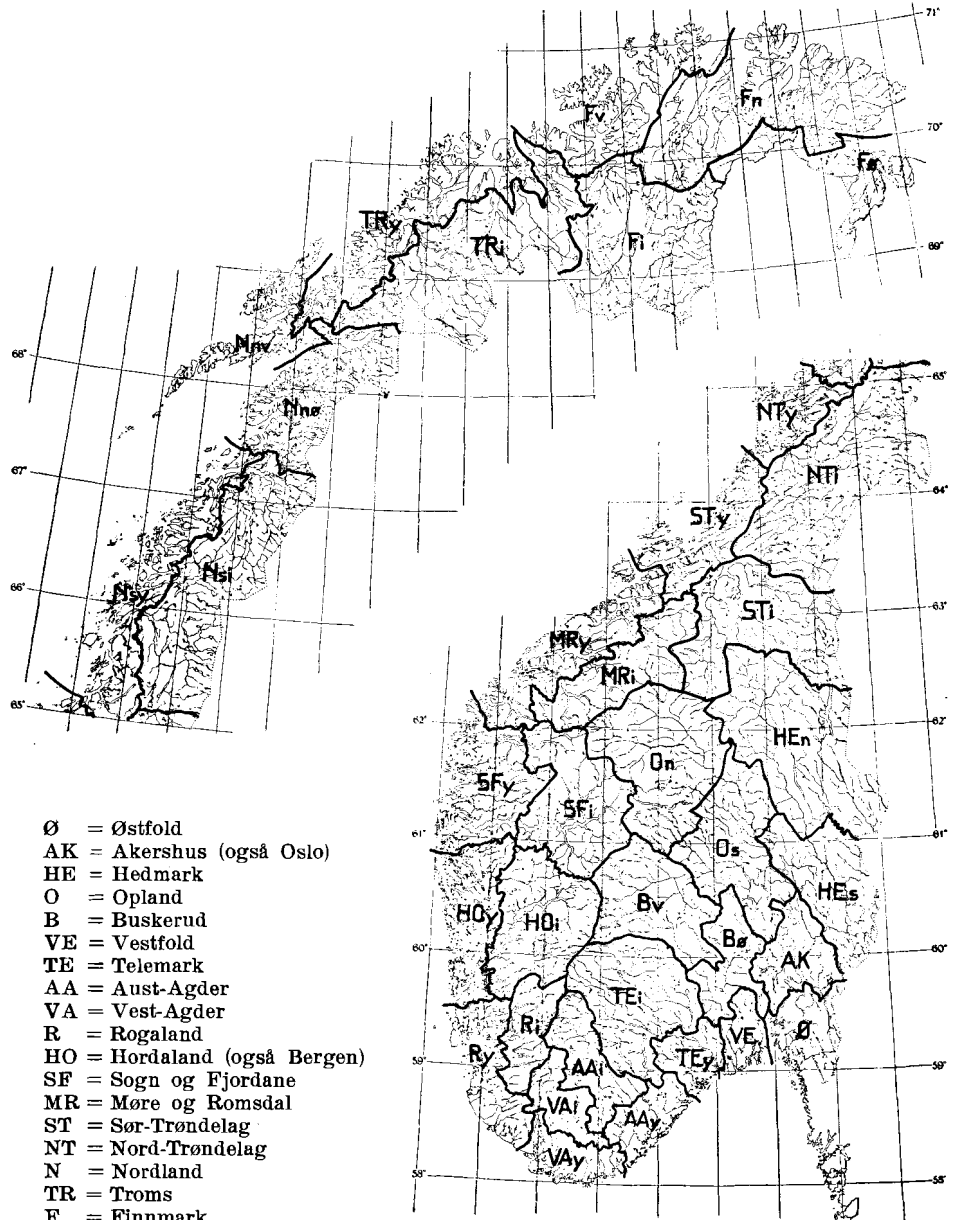 71°
Fn
Fv
70°
Fø
TRy
TRi
Fi
69°
Nnv
68°
Nnø
65°
NTy
67°
NTi
64°
STy
Nsi
66°
Nsy
63°
STi
MRy
MRi
65°
62°
62°
HEn
On
SFy
SFi
61°
61°
Os
HEs
Bv
HOy
HOi
Bø
60°
60°
AK
TEi
Ri
VE
Ø
Ry
TEy
59°
59°
AAi
VAi
AAy
VAy
58°
58°
Ø = Østfold
AK = Akershus (også Oslo)
HE = Hedmark
O = Opland
B = Buskerud
VE = Vestfold
TE = Telemark
AA = Aust-Agder
VA = Vest-Agder
R = Rogaland
HO = Hordaland (også Bergen)
SF = Sogn og Fjordane
MR = Møre og Romsdal
ST = Sør-Trøndelag
NT = Nord-Trøndelag
N = Nordland
TR = Troms
F = Finnmark